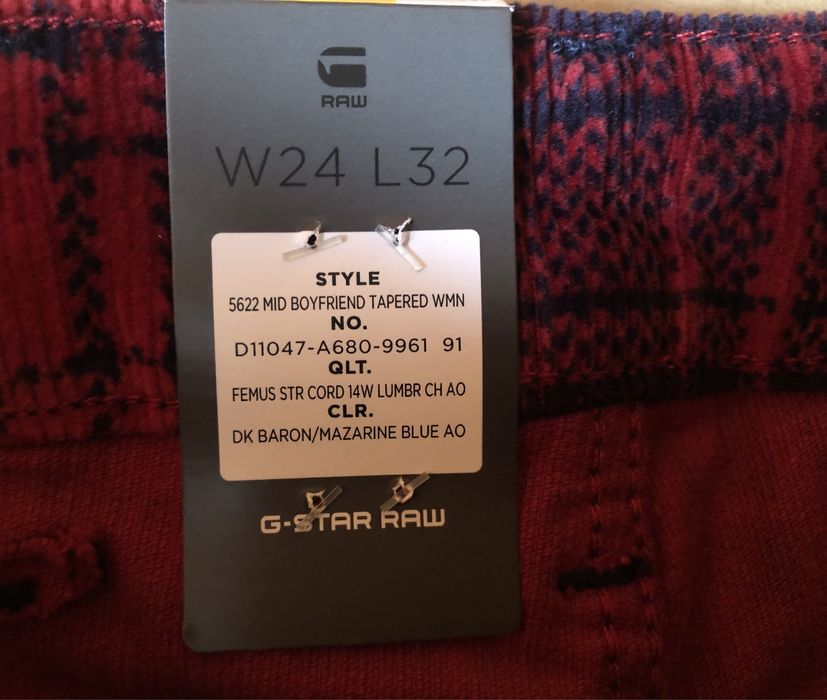 RAW
W24 L32
STYLE
5622 MID BOYFRIEND TAPERED WMN
NO.
D11047-A680-9961 91
QLT.
FEMUS STR CORD 14W LUMBR CH AO
CLR.
DK BARON/MAZARINE BLUE AO
G-STAR RAW